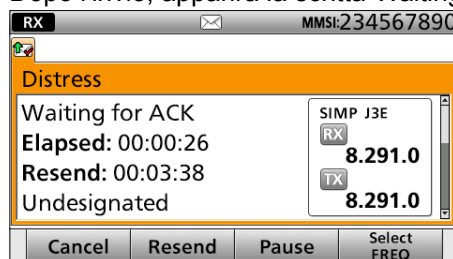 Dopo l'invio, apparirà la scritta Waiting
RX MMSI:234567890
Distress
Waiting for ACK
Elapsed: 00:00:26
Resend: 00:03:38
Undesignated
SIMP J3E
RX
8.291.0
TX
8.291.0
Cancel Resend Pause Select FREQ